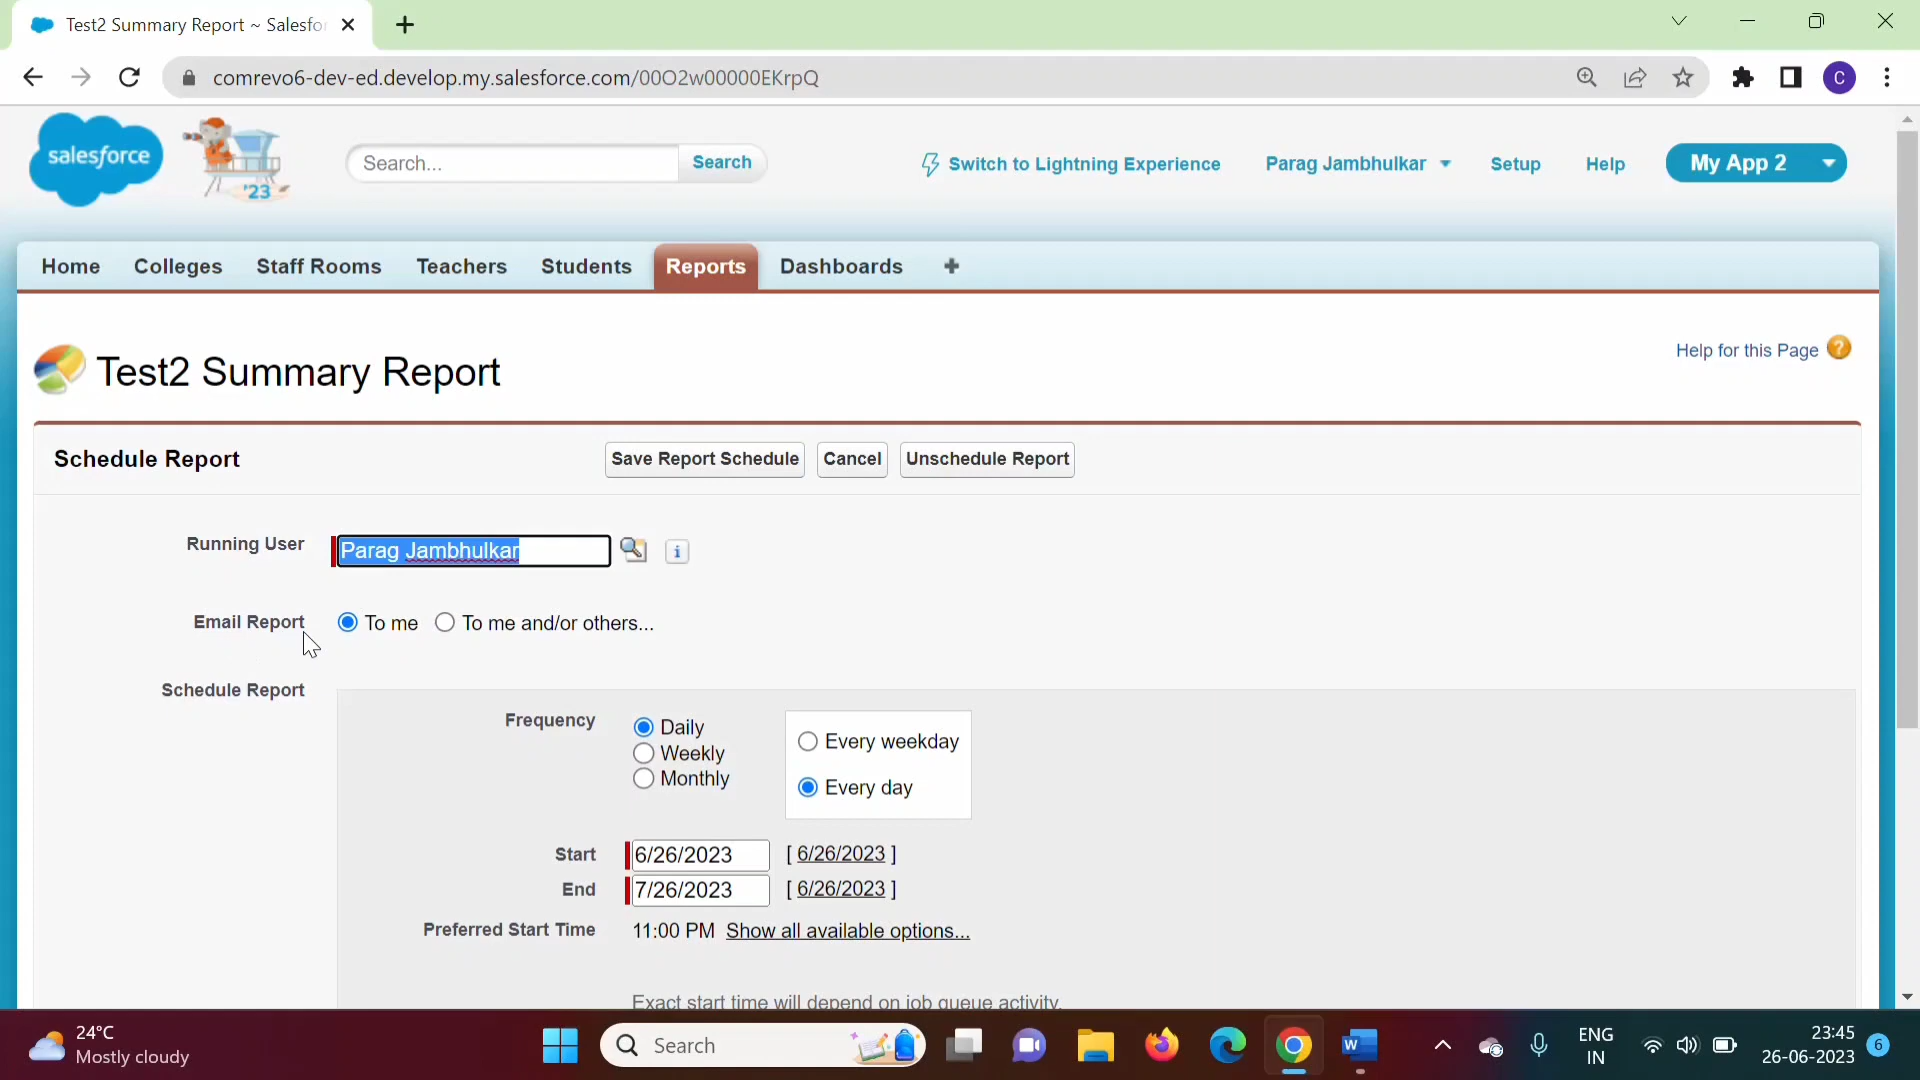 Test2 Summary Report ~ Salesfor
comrevo6-dev-ed.develop.my.salesforce.com/00O2w00000EKrpQ
C
salesforce
'23
Search...
Search
Switch to Lightning Experience
Parag Jambhulkar
Setup
Help
My App 2
Home
Colleges
Staff Rooms
Teachers
Students
Reports
Dashboards
Test2 Summary Report
Help for this Page ?
Schedule Report
Save Report Schedule
Cancel
Unschedule Report
Running User
Parag Jambhulkar
i
Email Report
To me
To me and/or others...
Schedule Report
Frequency
Daily
Weekly
Monthly
Every weekday
Every day
Start
6/26/2023
[ 6/26/2023 ]
End
7/26/2023
[ 6/26/2023 ]
Preferred Start Time
11:00 PM Show all available options...
Exact start time will depend on job queue activity.
24°C
Mostly cloudy
Search
W
ENG
IN
23:45
26-06-2023
6